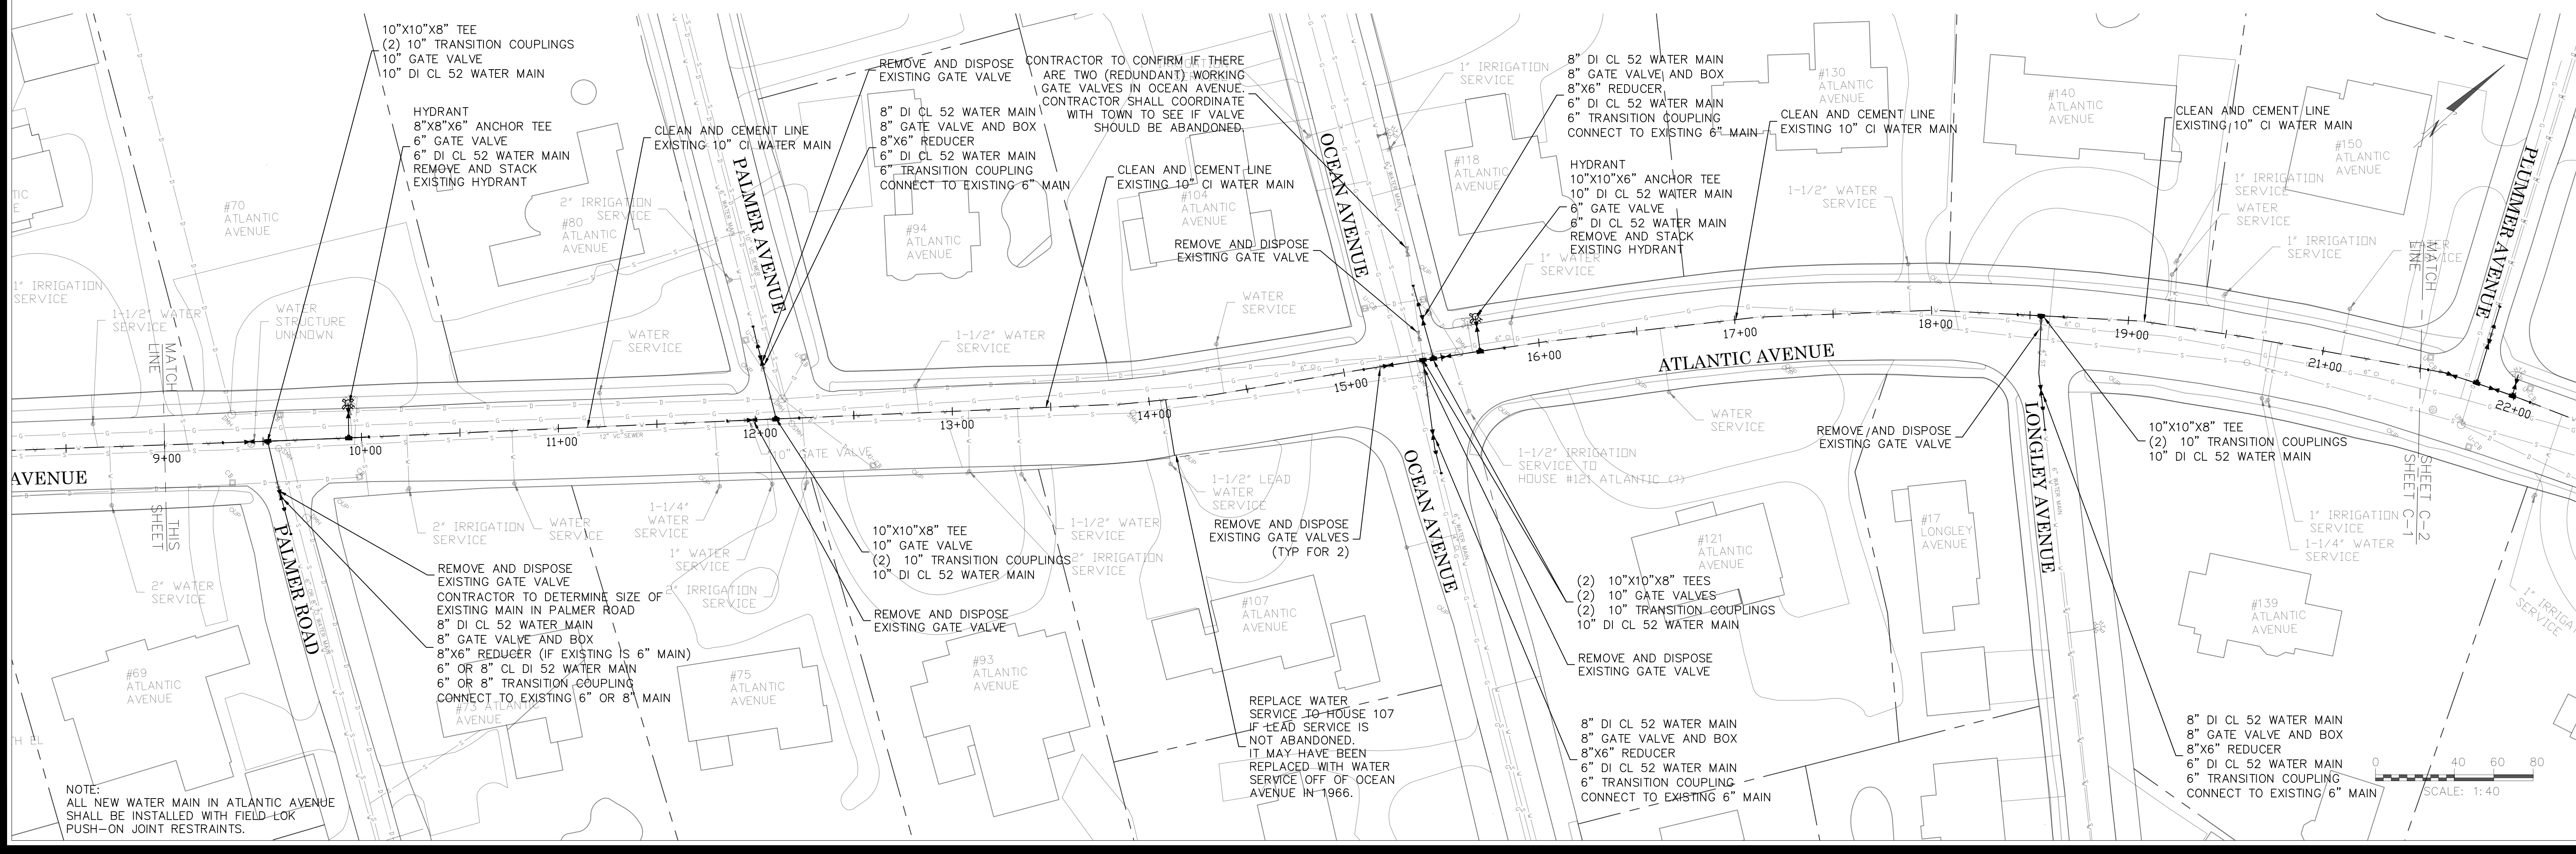 10"X10"X8" TEE
(2) 10" TRANSITION COUPLINGS
10" GATE VALVE
10" DI CL 52 WATER MAIN
HYDRANT
8"X8"X6" ANCHOR TEE
6" GATE VALVE
6" DI CL 52 WATER MAIN
REMOVE AND STACK
EXISTING HYDRANT
CLEAN AND CEMENT LINE
EXISTING 10" CI WATER MAIN
PALMER AVENUE
REMOVE AND DISPOSE
EXISTING GATE VALVE
8" DI CL 52 WATER MAIN
8" GATE VALVE AND BOX
8"X6" REDUCER
6" DI CL 52 WATER MAIN
6" TRANSITION COUPLING
CONNECT TO EXISTING 6" MAIN
CONTRACTOR TO CONFIRM IF THERE
ARE TWO (REDUNDANT) WORKING
GATE VALVES IN OCEAN AVENUE.
CONTRACTOR SHALL COORDINATE
WITH TOWN TO SEE IF VALVE
SHOULD BE ABANDONED.
CLEAN AND CEMENT LINE
EXISTING 10" CI WATER MAIN
REMOVE AND DISPOSE
EXISTING GATE VALVE
OCEAN AVENUE
1" IRRIGATION
SERVICE
8" DI CL 52 WATER MAIN
8" GATE VALVE AND BOX
8"X6" REDUCER
6" DI CL 52 WATER MAIN
6" TRANSITION COUPLING
CONNECT TO EXISTING 6" MAIN
HYDRANT
10"X10"X6" ANCHOR TEE
10" DI CL 52 WATER MAIN
6" GATE VALVE
6" DI CL 52 WATER MAIN
REMOVE AND STACK
EXISTING HYDRANT
1" WATER
SERVICE
CLEAN AND CEMENT LINE
EXISTING 10" CI WATER MAIN
CLEAN AND CEMENT LINE
EXISTING 10" CI WATER MAIN
PLUMMER AVENUE
#70
ATLANTIC
AVENUE
#80
ATLANTIC
AVENUE
#94
ATLANTIC
AVENUE
#104
ATLANTIC
AVENUE
#118
ATLANTIC
AVENUE
#130
ATLANTIC
AVENUE
#140
ATLANTIC
AVENUE
#150
ATLANTIC
AVENUE
1" IRRIGATION
SERVICE
1-1/2" WATER
SERVICE
WATER
STRUCTURE
UNKNOWN
MATCH
LINE
THIS
SHEET
2" IRRIGATION
SERVICE
WATER
SERVICE
1-1/2" WATER
SERVICE
WATER
SERVICE
1-1/2" WATER
SERVICE
1" IRRIGATION
SERVICE
WATER
SERVICE
1" IRRIGATION
SERVICE
WATER
SERVICE
MATCH
LINE
SHEET C-2
SHEET C-1
9+00
10+00
11+00
12+00
13+00
14+00
15+00
16+00
17+00
18+00
19+00
21+00
22+00
12" VC SEWER
10" GATE VALVE
AVENUE
ATLANTIC AVENUE
PALMER ROAD
OCEAN AVENUE
LONGLEY AVENUE
2" WATER
SERVICE
2" IRRIGATION
SERVICE
WATER
SERVICE
1-1/4"
WATER
SERVICE
1" WATER
SERVICE
2" IRRIGATION
SERVICE
1-1/2" WATER
SERVICE
2" IRRIGATION
SERVICE
1-1/2" LEAD
WATER
SERVICE
1-1/2" IRRIGATION
SERVICE TO
HOUSE #121 ATLANTIC (?)
WATER
SERVICE
1" IRRIGATION
SERVICE
1-1/4" WATER
SERVICE
REMOVE AND DISPOSE
EXISTING GATE VALVE
CONTRACTOR TO DETERMINE SIZE OF
EXISTING MAIN IN PALMER ROAD
8" DI CL 52 WATER MAIN
8" GATE VALVE AND BOX
8"X6" REDUCER (IF EXISTING IS 6" MAIN)
6" OR 8" CL DI 52 WATER MAIN
6" OR 8" TRANSITION COUPLING
CONNECT TO EXISTING 6" OR 8" MAIN
10"X10"X8" TEE
10" GATE VALVE
(2) 10" TRANSITION COUPLINGS
10" DI CL 52 WATER MAIN
REMOVE AND DISPOSE
EXISTING GATE VALVE
REMOVE AND DISPOSE
EXISTING GATE VALVES
(TYP FOR 2)
REPLACE WATER
SERVICE TO HOUSE 107
IF LEAD SERVICE IS
NOT ABANDONED.
IT MAY HAVE BEEN
REPLACED WITH WATER
SERVICE OFF OF OCEAN
AVENUE IN 1966.
(2) 10"X10"X8" TEES
(2) 10" GATE VALVES
(2) 10" TRANSITION COUPLINGS
10" DI CL 52 WATER MAIN
REMOVE AND DISPOSE
EXISTING GATE VALVE
8" DI CL 52 WATER MAIN
8" GATE VALVE AND BOX
8"X6" REDUCER
6" DI CL 52 WATER MAIN
6" TRANSITION COUPLING
CONNECT TO EXISTING 6" MAIN
REMOVE AND DISPOSE
EXISTING GATE VALVE
10"X10"X8" TEE
(2) 10" TRANSITION COUPLINGS
10" DI CL 52 WATER MAIN
8" DI CL 52 WATER MAIN
8" GATE VALVE AND BOX
8"X6" REDUCER
6" DI CL 52 WATER MAIN
6" TRANSITION COUPLING
CONNECT TO EXISTING 6" MAIN
#69
ATLANTIC
AVENUE
#73 ATLANTIC
AVENUE
#75
ATLANTIC
AVENUE
#93
ATLANTIC
AVENUE
#107
ATLANTIC
AVENUE
#121
ATLANTIC
AVENUE
#17
LONGLEY
AVENUE
#139
ATLANTIC
AVENUE
NOTE:
ALL NEW WATER MAIN IN ATLANTIC AVENUE
SHALL BE INSTALLED WITH FIELD LOK
PUSH-ON JOINT RESTRAINTS.
0 40 60 80
SCALE: 1:40